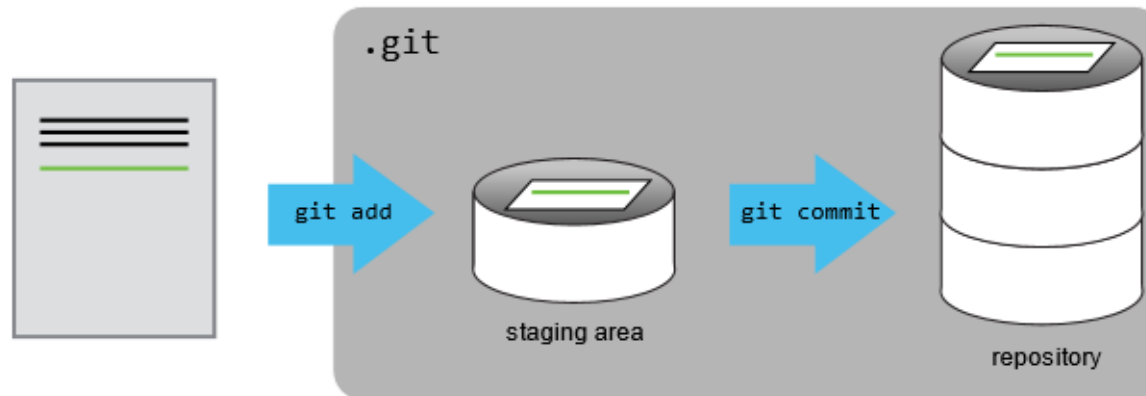 .git
git add
git commit
staging area
repository